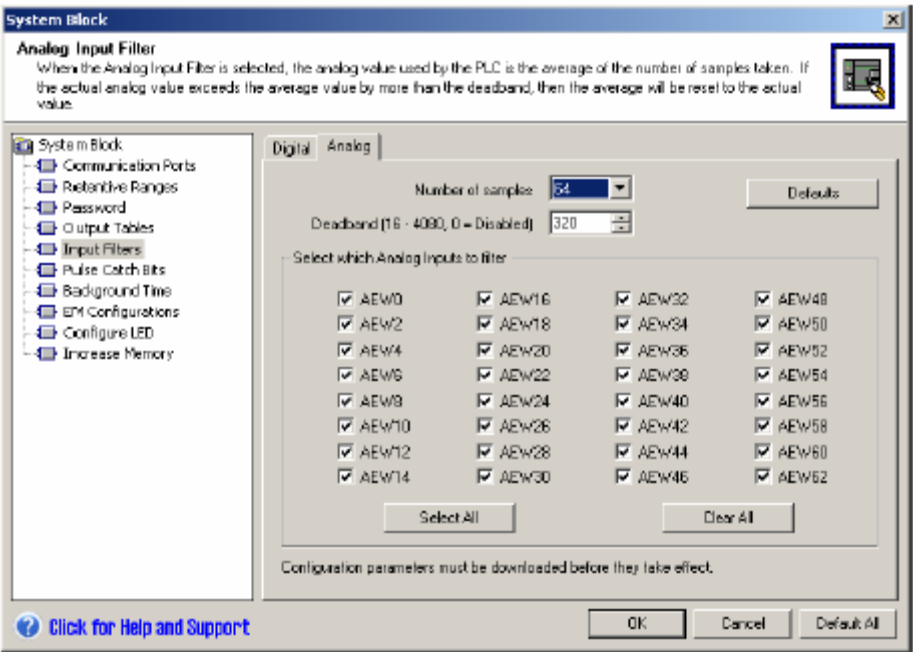 System Block
Analog Input Filter
When the Analog Input Filter is selected, the analog value used by the PLC is the average of the number of samples taken. If
the actual analog value exceeds the average value by more than the deadband, then the average will be reset to the actual
value.
System Block
Communication Ports
Retentive Ranges
Password
Output Tables
Input Filters
Pulse Catch Bits
Background Time
EM Configurations
Configure LED
Increase Memory
Digital Analog
Number of samples 64
Defaults
Deadband (16 - 4080, 0 = Disabled) 320
Select which Analog Inputs to filter
AEW0 AEW16 AEW32 AEW48
AEW2 AEW18 AEW34 AEW50
AEW4 AEW20 AEW36 AEW52
AEW6 AEW22 AEW38 AEW54
AEW8 AEW24 AEW40 AEW56
AEW10 AEW26 AEW42 AEW58
AEW12 AEW28 AEW44 AEW60
AEW14 AEW30 AEW46 AEW62
Select All Clear All
Configuration parameters must be downloaded before they take effect.
Click for Help and Support
OK Cancel Default All